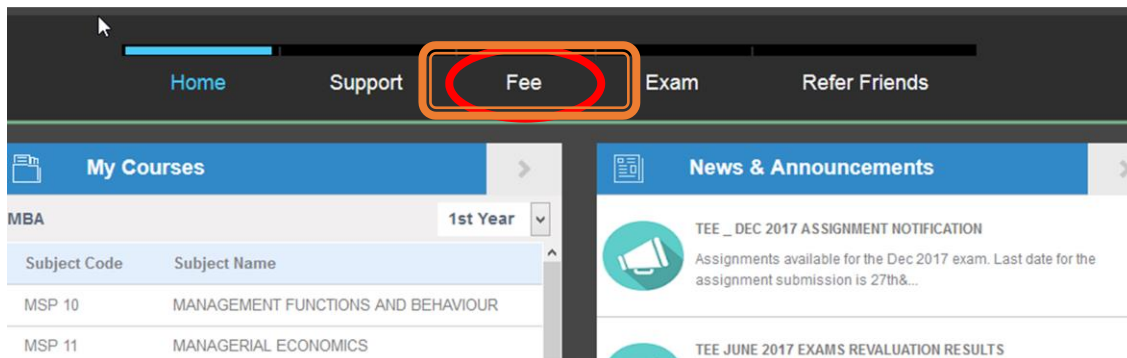 Home Support Fee Exam Refer Friends
My Courses
MBA 1st Year
Subject Code Subject Name
MSP 10 MANAGEMENT FUNCTIONS AND BEHAVIOUR
MSP 11 MANAGERIAL ECONOMICS
News & Announcements
TEE _ DEC 2017 ASSIGNMENT NOTIFICATION
Assignments available for the Dec 2017 exam. Last date for the
assignment submission is 27th&...
TEE JUNE 2017 EXAMS REVALUATION RESULTS